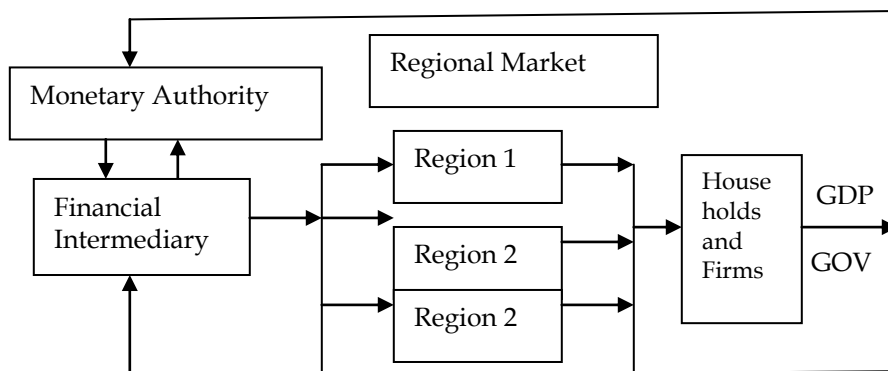 Regional Market
Monetary Authority
Region 1
House
holds
and
Firms
GDP
Financial
Intermediary
Region 2
GOV
Region 2